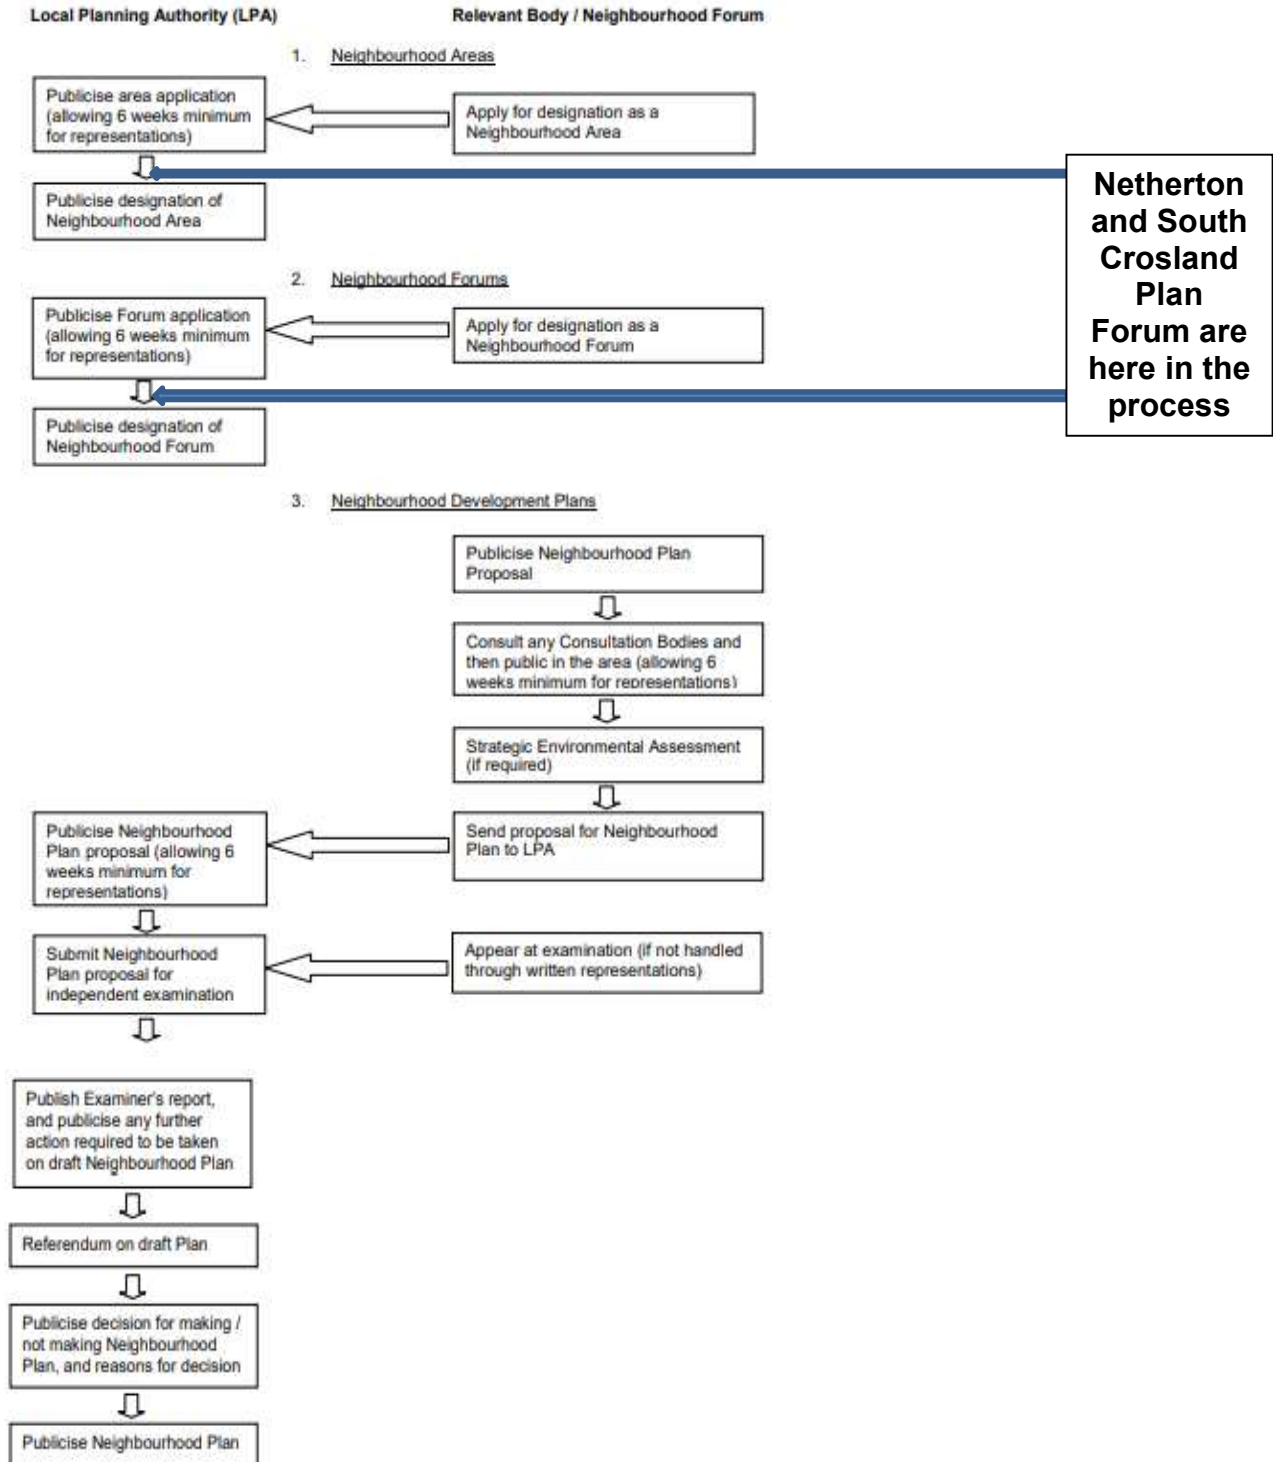 Local Planning Authority (LPA)
Relevant Body / Neighbourhood Forum
1. Neighbourhood Areas
Publicise area application
(allowing 6 weeks minimum
for representations)
Apply for designation as a
Neighbourhood Area
Publicise designation of
Neighbourhood Area
Netherton
and South
Crosland
Plan
Forum are
here in the
process
2. Neighbourhood Forums
Publicise Forum application
(allowing 6 weeks minimum
for representations)
Apply for designation as a
Neighbourhood Forum
Publicise designation of
Neighbourhood Forum
3. Neighbourhood Development Plans
Publicise Neighbourhood Plan
Proposal
Consult any Consultation Bodies and
then public in the area (allowing 6
weeks minimum for representations)
Strategic Environmental Assessment
(if required)
Publicise Neighbourhood
Plan proposal (allowing 6
weeks minimum for
representations)
Send proposal for Neighbourhood
Plan to LPA
Submit Neighbourhood
Plan proposal for
independent examination
Appear at examination (if not handled
through written representations)
Publish Examiner's report,
and publicise any further
action required to be taken
on draft Neighbourhood Plan
Referendum on draft Plan
Publicise decision for making /
not making Neighbourhood
Plan, and reasons for decision
Publicise Neighbourhood Plan